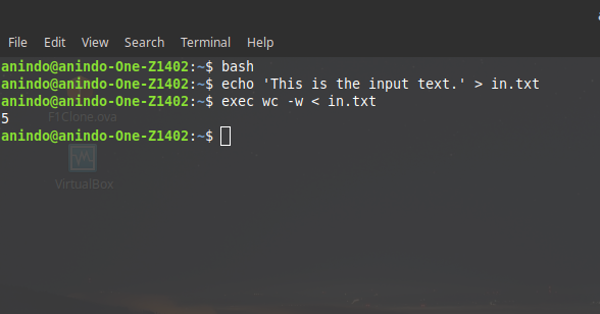 File Edit View Search Terminal Help
anindo@anindo-One-Z1402:~$ bash
anindo@anindo-One-Z1402:~$ echo 'This is the input text.' > in.txt
anindo@anindo-One-Z1402:~$ exec wc -w < in.txt
5
F1Clone.ova
anindo@anindo-One-Z1402:~$
VirtualBox